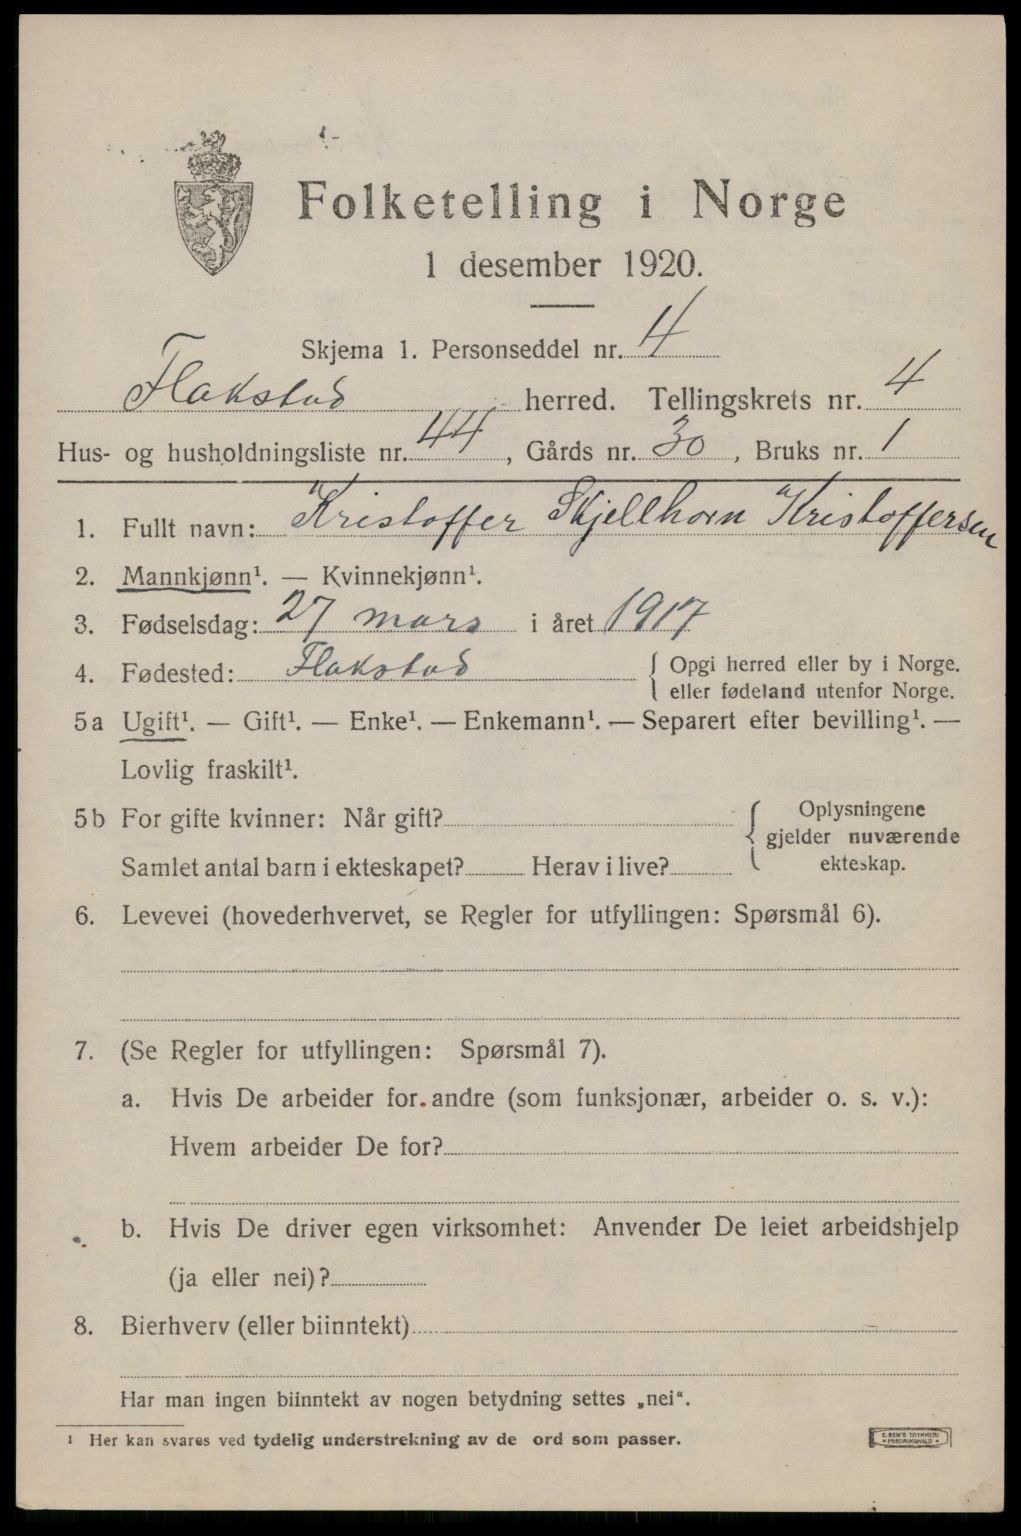 Folketelling i Norge
1 desember 1920.
Skjema 1. Personseddel nr. 4
Flakstad herred. Tellingskrets nr. 4
Hus- og husholdningsliste nr. 44, Gårds nr. 30, Bruks nr. 1
1. Fullt navn: Kristoffer Skjellhorn Kristoffersen
2. Mannkjønn¹. — Kvinnekjønn¹.
3. Fødselsdag: 27 mars i året 1917
4. Fødested: Flakstad { Opgi herred eller by i Norge.
eller fødeland utenfor Norge.
5a Ugift¹. — Gift¹. — Enke¹. — Enkemann¹. — Separert efter bevilling¹. —
Lovlig fraskilt¹.
5b For gifte kvinner: Når gift? { Oplysningene
gjelder nuværende
Samlet antal barn i ekteskapet? Herav i live? ekteskap.
6. Levevei (hovederhvervet, se Regler for utfyllingen: Spørsmål 6).
7. (Se Regler for utfyllingen: Spørsmål 7).
a. Hvis De arbeider for andre (som funksjonær, arbeider o. s. v.):
Hvem arbeider De for?
b. Hvis De driver egen virksomhet: Anvender De leiet arbeidshjelp
(ja eller nei)?
8. Bierhverv (eller biinntekt)
Har man ingen biinntekt av nogen betydning settes „nei“.
¹ Her kan svares ved tydelig understrekning av de ord som passer.
E. SEM'S TRYKKERI
FREDRIKSHALD